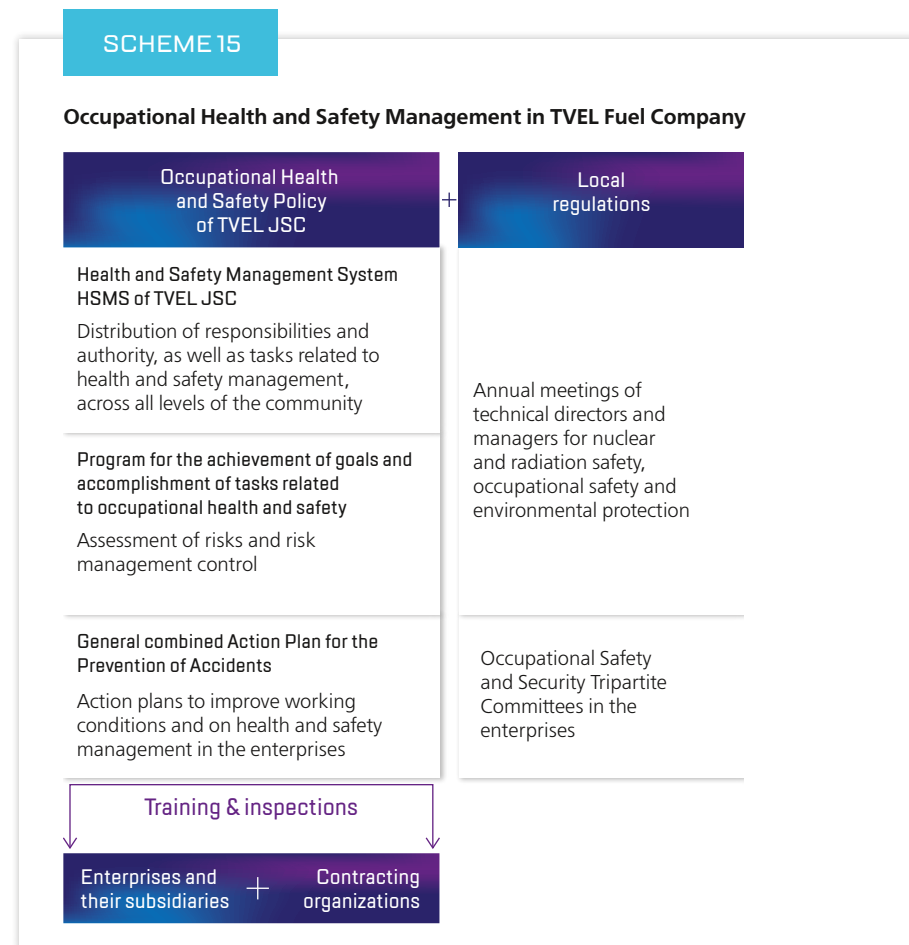 SCHEME 15
Occupational Health and Safety Management in TVEL Fuel Company
Occupational Health
and Safety Policy
of TVEL JSC
+
Local
regulations
Health and Safety Management System
HSMS of TVEL JSC
Distribution of responsibilities and
authority, as well as tasks related to
health and safety management,
across all levels of the community
Program for the achievement of goals and
accomplishment of tasks related
to occupational health and safety
Assessment of risks and risk
management control
Annual meetings of
technical directors and
managers for nuclear
and radiation safety,
occupational safety and
environmental protection
General combined Action Plan for the
Prevention of Accidents
Action plans to improve working
conditions and on health and safety
management in the enterprises
Occupational Safety
and Security Tripartite
Committees in the
enterprises
Training & inspections
Enterprises and
their subsidiaries
+
Contracting
organizations